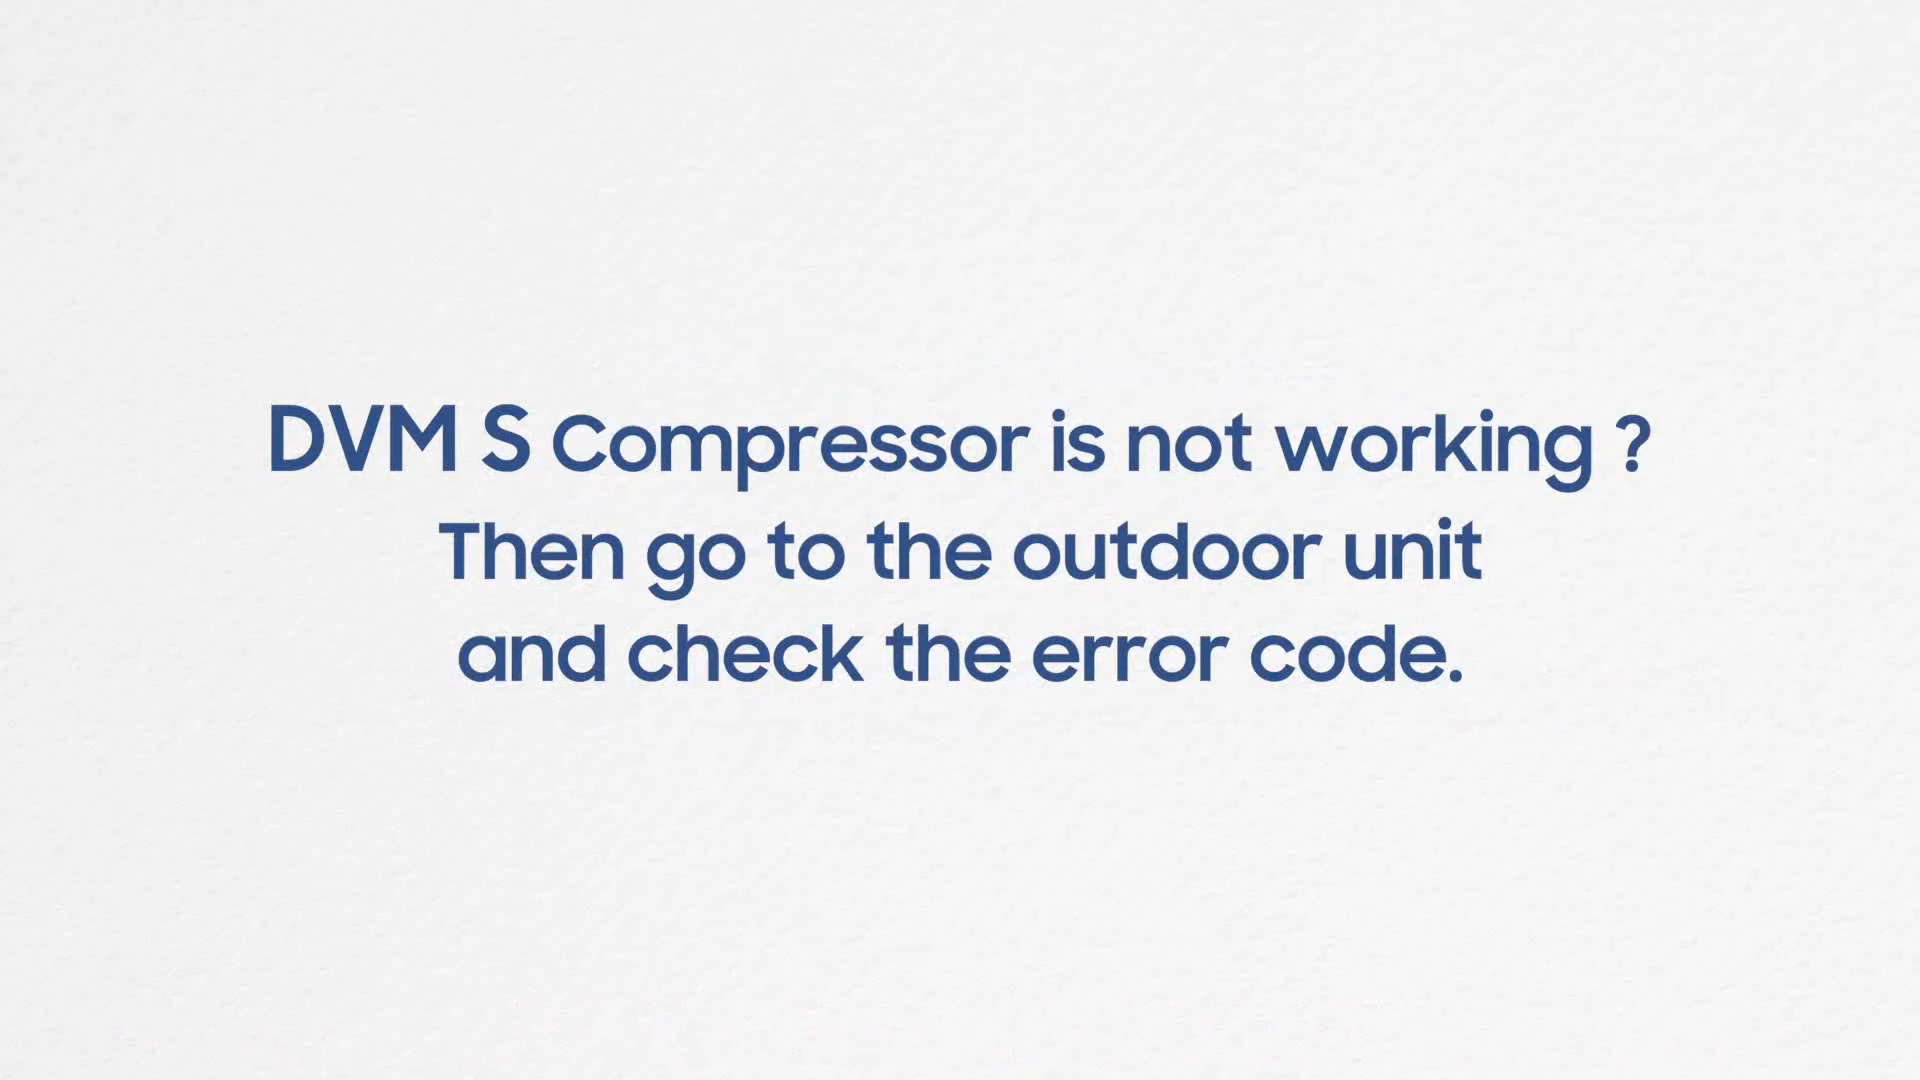 DVM S Compressor is not working ?
Then go to the outdoor unit
and check the error code.